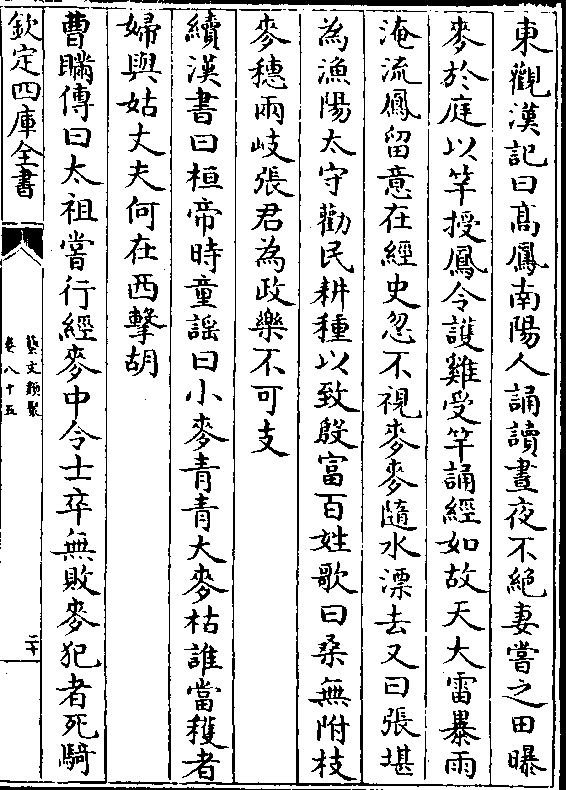 東觀漢記曰髙鳳南陽人誦讀晝夜不絶妻嘗之田曝
麥於庭以竿授鳳令護雞受竿誦經如故天大雷暴雨
淹流鳳留意在經史忽不視麥麥隨水漂去又曰張堪
為漁陽太守勸民耕種以致殷富百姓歌曰桑無附枝
麥穗兩岐張君為政樂不可支
續漢書曰桓帝時童謡曰小麥青青大麥枯誰當穫者
婦與姑丈夫何在西擊胡
曹瞞傳曰太祖嘗行經麥中令士卒無敗麥犯者死騎
欽定四庫全書
藝文類聚
卷八十五
二十